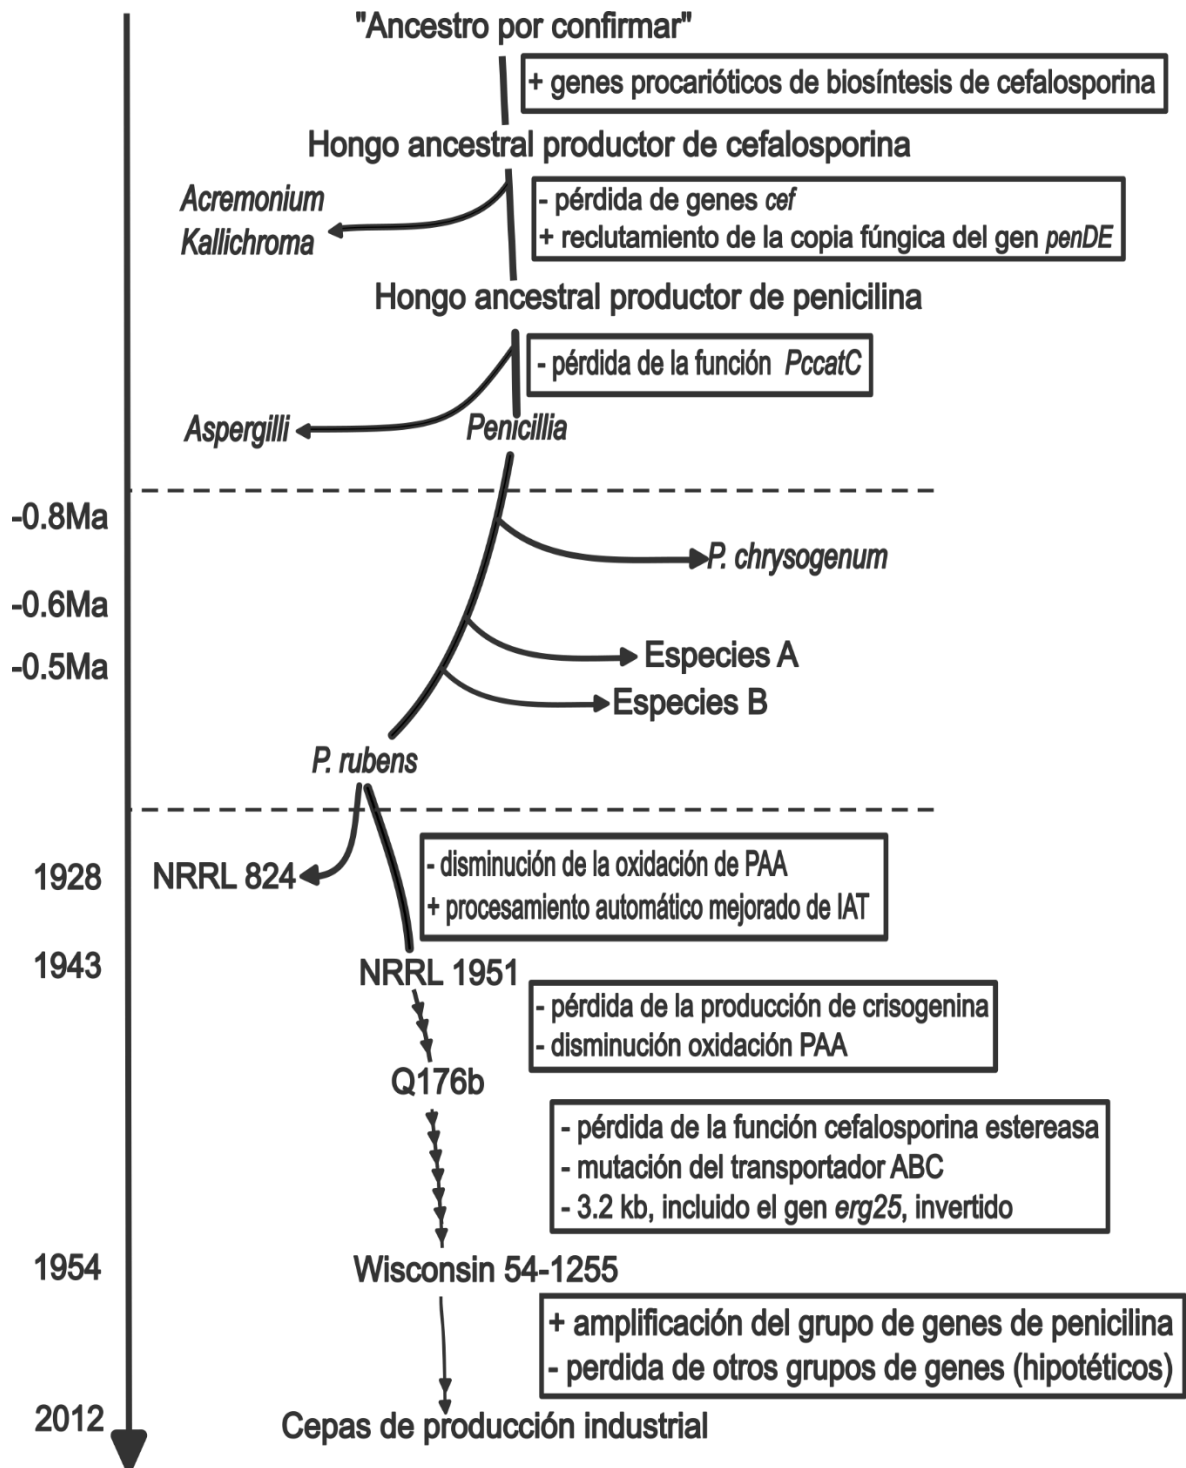 "Ancestro por confirmar"
+ genes procarióticos de biosíntesis de cefalosporina
Hongo ancestral productor de cefalosporina
Acremonium
Kallichroma
- pérdida de genes cef
+ reclutamiento de la copia fúngica del gen penDE
Hongo ancestral productor de penicilina
- pérdida de la función PccatC
Aspergilli
Penicillia
-0.8Ma
P. chrysogenum
-0.6Ma
-0.5Ma
Especies A
Especies B
P. rubens
1928
NRRL 824
- disminución de la oxidación de PAA
+ procesamiento automático mejorado de IAT
1943
NRRL 1951
- pérdida de la producción de crisogenina
- disminución oxidación PAA
Q176b
- pérdida de la función cefalosporina estereasa
- mutación del transportador ABC
- 3.2 kb, incluido el gen erg25, invertido
1954
Wisconsin 54-1255
+ amplificación del grupo de genes de penicilina
- perdida de otros grupos de genes (hipotéticos)
2012
Cepas de producción industrial